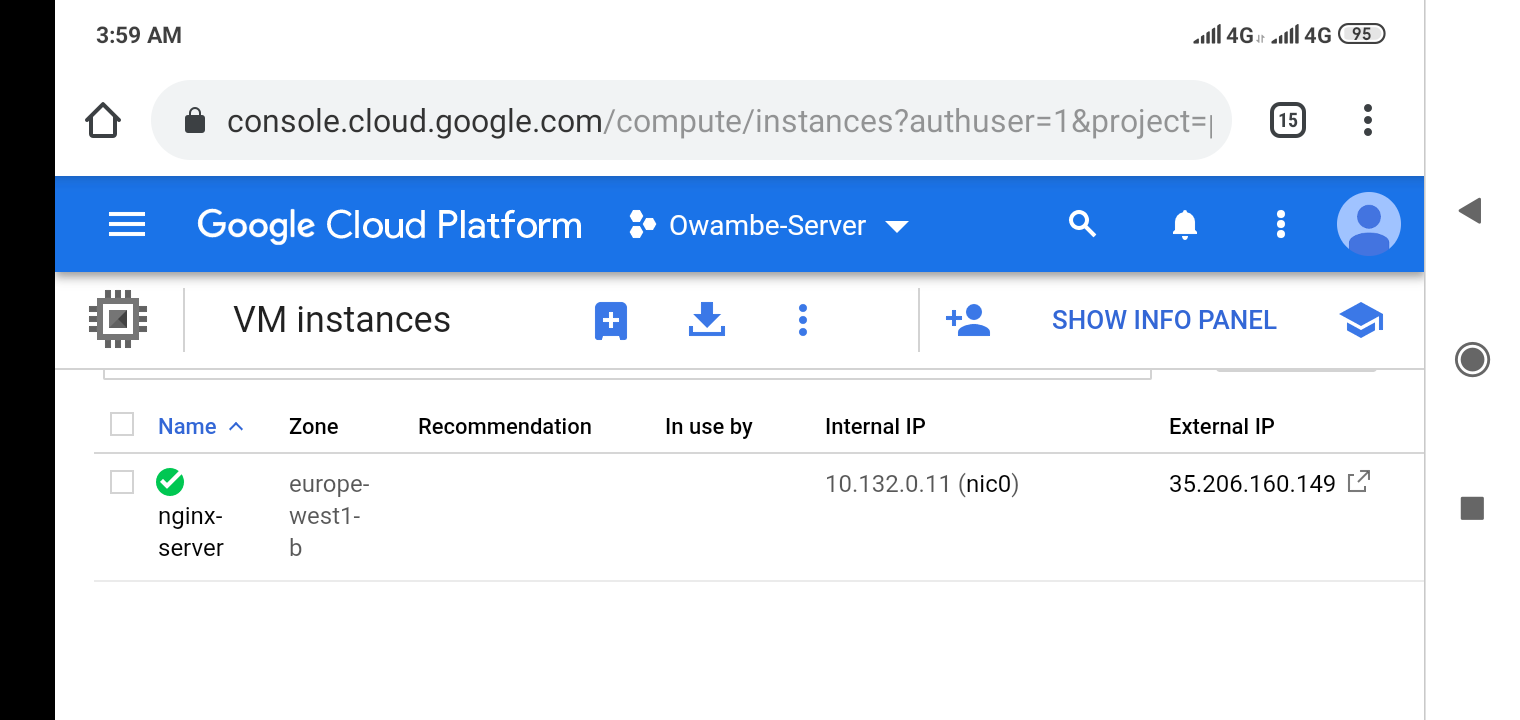 3:59 AM 4G 4G 95
console.cloud.google.com/compute/instances?authuser=1&project=
15
Google Cloud Platform Owambe-Server
VM instances SHOW INFO PANEL
Name Zone Recommendation In use by Internal IP External IP
nginx-
server
europe-
west1-
b
10.132.0.11 (nic0)
35.206.160.149